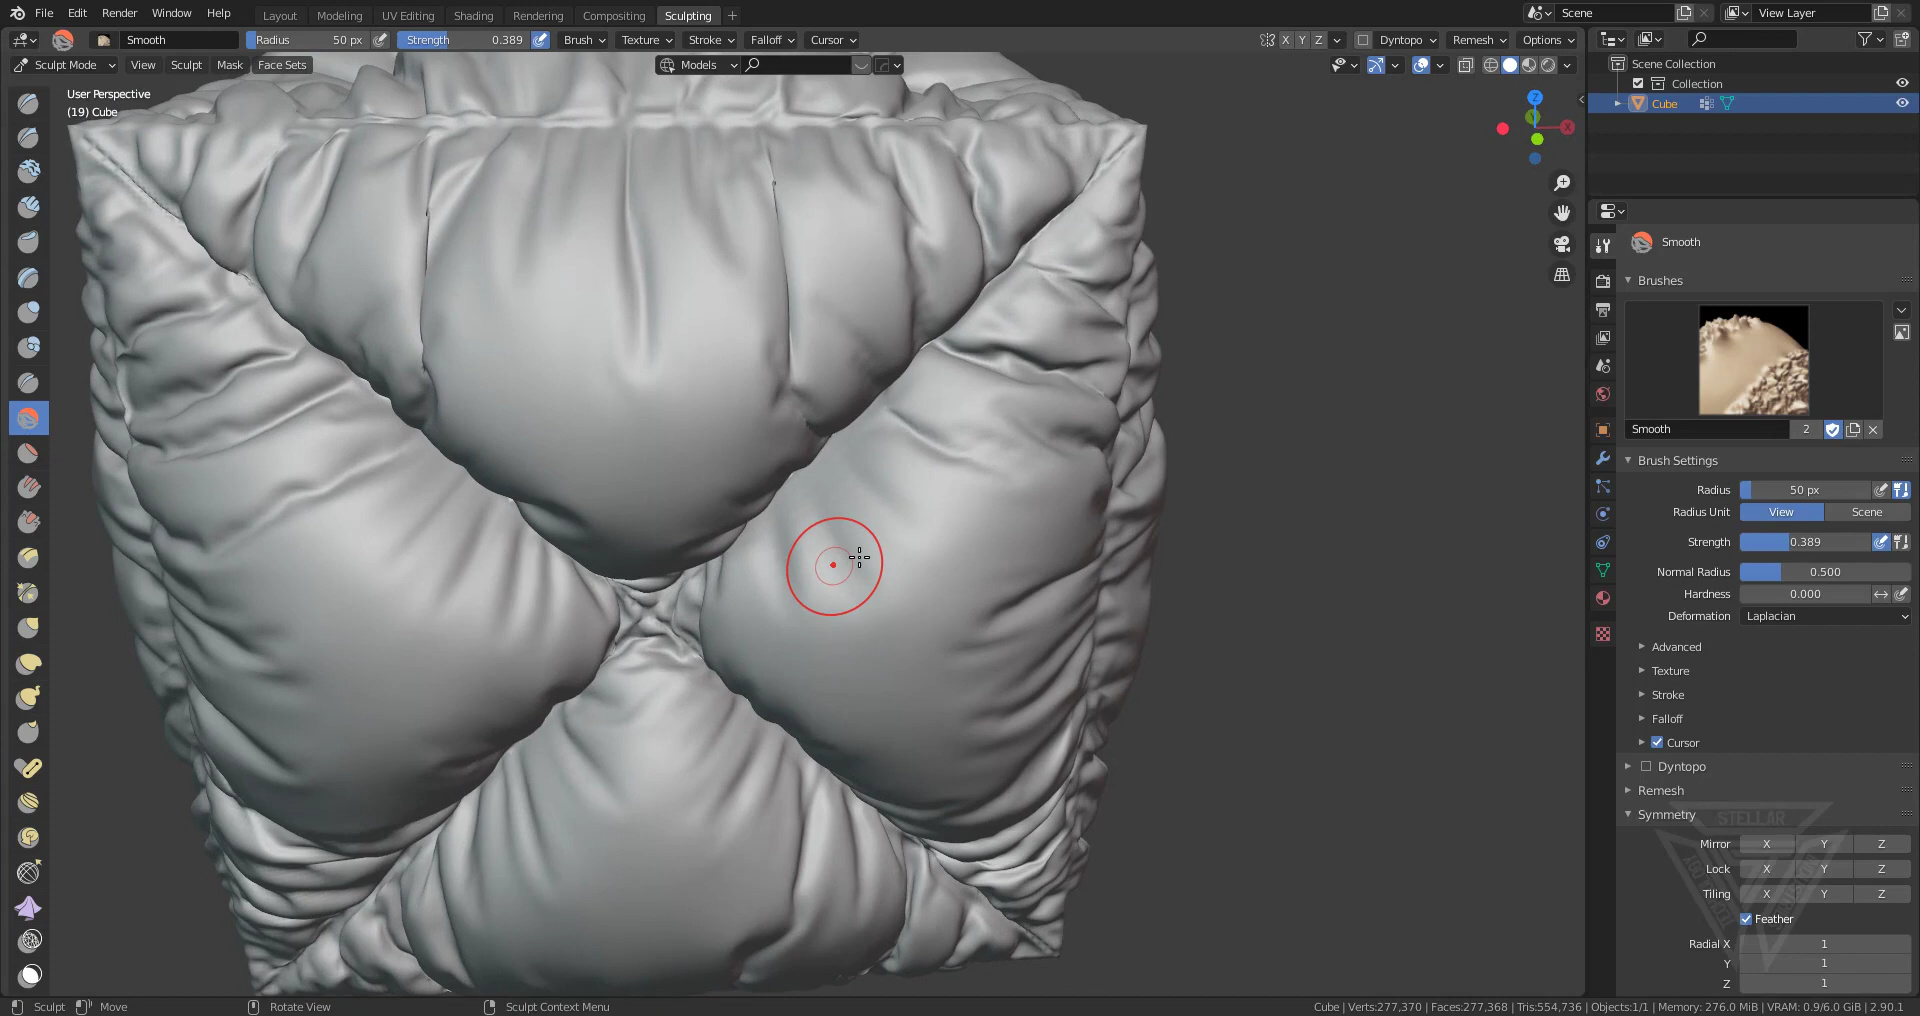 File Edit Render Window Help Layout Modeling UV Editing Shading Rendering Compositing Sculpting + Scene View Layer
Smooth Radius 50 px Strength 0.389 Brush Texture Stroke Falloff Cursor X Y Z Dyntopo Remesh Options
Sculpt Mode View Sculpt Mask Face Sets Models
Scene Collection
Collection
Cube
User Perspective
(19) Cube
Z
Y
X
Smooth
Brushes
Smooth 2
Brush Settings
Radius 50 px
Radius Unit View Scene
Strength 0.389
Normal Radius 0.500
Hardness 0.000
Deformation Laplacian
Advanced
Texture
Stroke
Falloff
Cursor
Dyntopo
Remesh
Symmetry
STELLAR
Mirror X Y Z
Lock X Y Z
Tiling X Y Z
Feather
Radial X 1
Y 1
Z 1
Sculpt Move Rotate View Sculpt Context Menu Cube | Verts:277,370 | Faces:277,368 | Tris:554,736 | Objects:1/1 | Memory: 276.0 MiB | VRAM: 0.9/6.0 GiB | 2.90.1